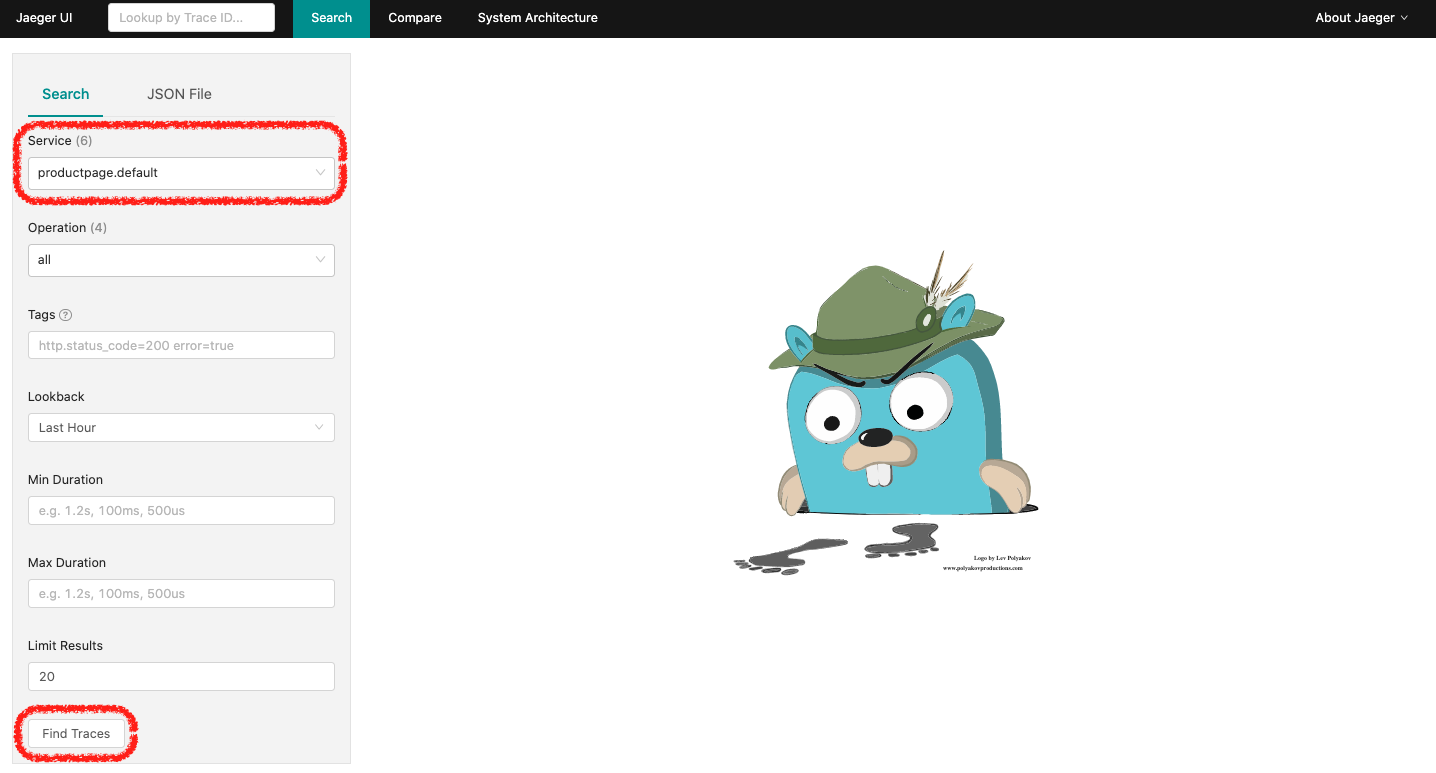 Jaeger UI Lookup by Trace ID... Search Compare System Architecture About Jaeger
Search JSON File
Service (6)
productpage.default
Operation (4)
all
Tags ?
http.status_code=200 error=true
Lookback
Last Hour
Min Duration
e.g. 1.2s, 100ms, 500us
Max Duration
e.g. 1.2s, 100ms, 500us
Limit Results
20
Find Traces
Logo by Lev Polyakov
www.polyakovproductions.com